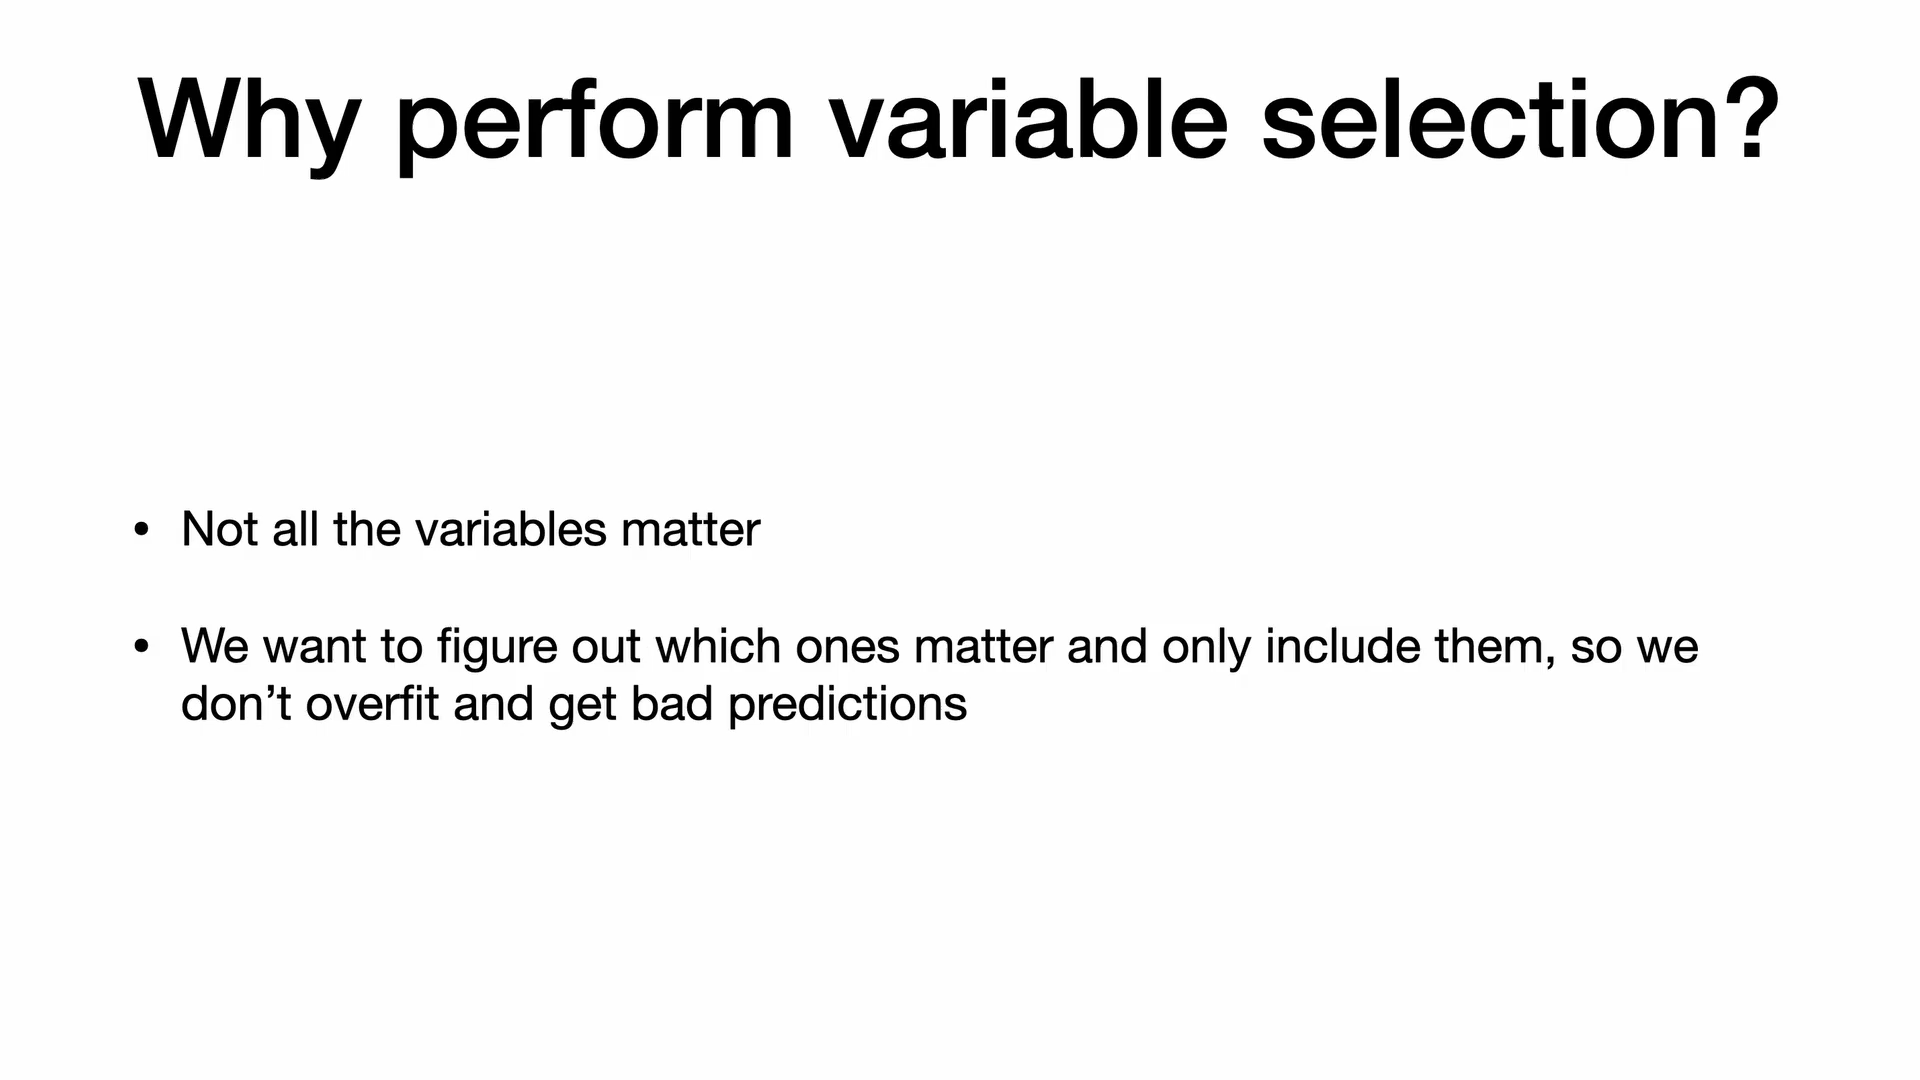 Why perform variable selection?
• Not all the variables matter
• We want to figure out which ones matter and only include them, so we
don’t overfit and get bad predictions